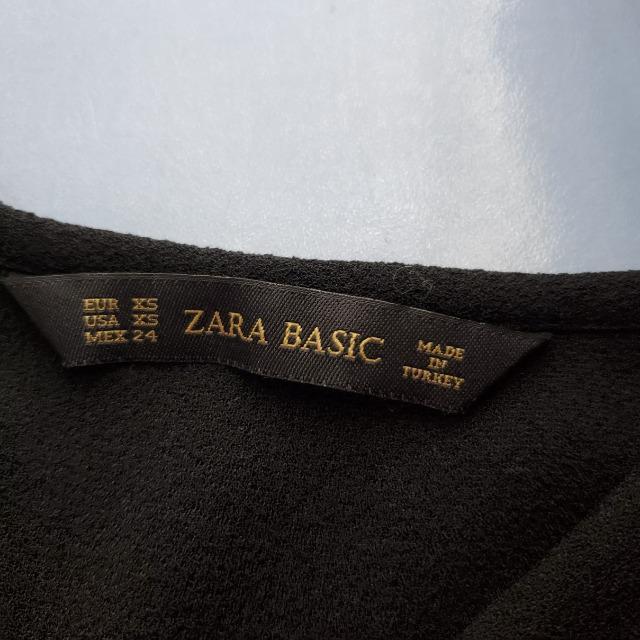 EUR XS
USA XS
MEX 24
ZARA BASIC
MADE
IN
TURKEY